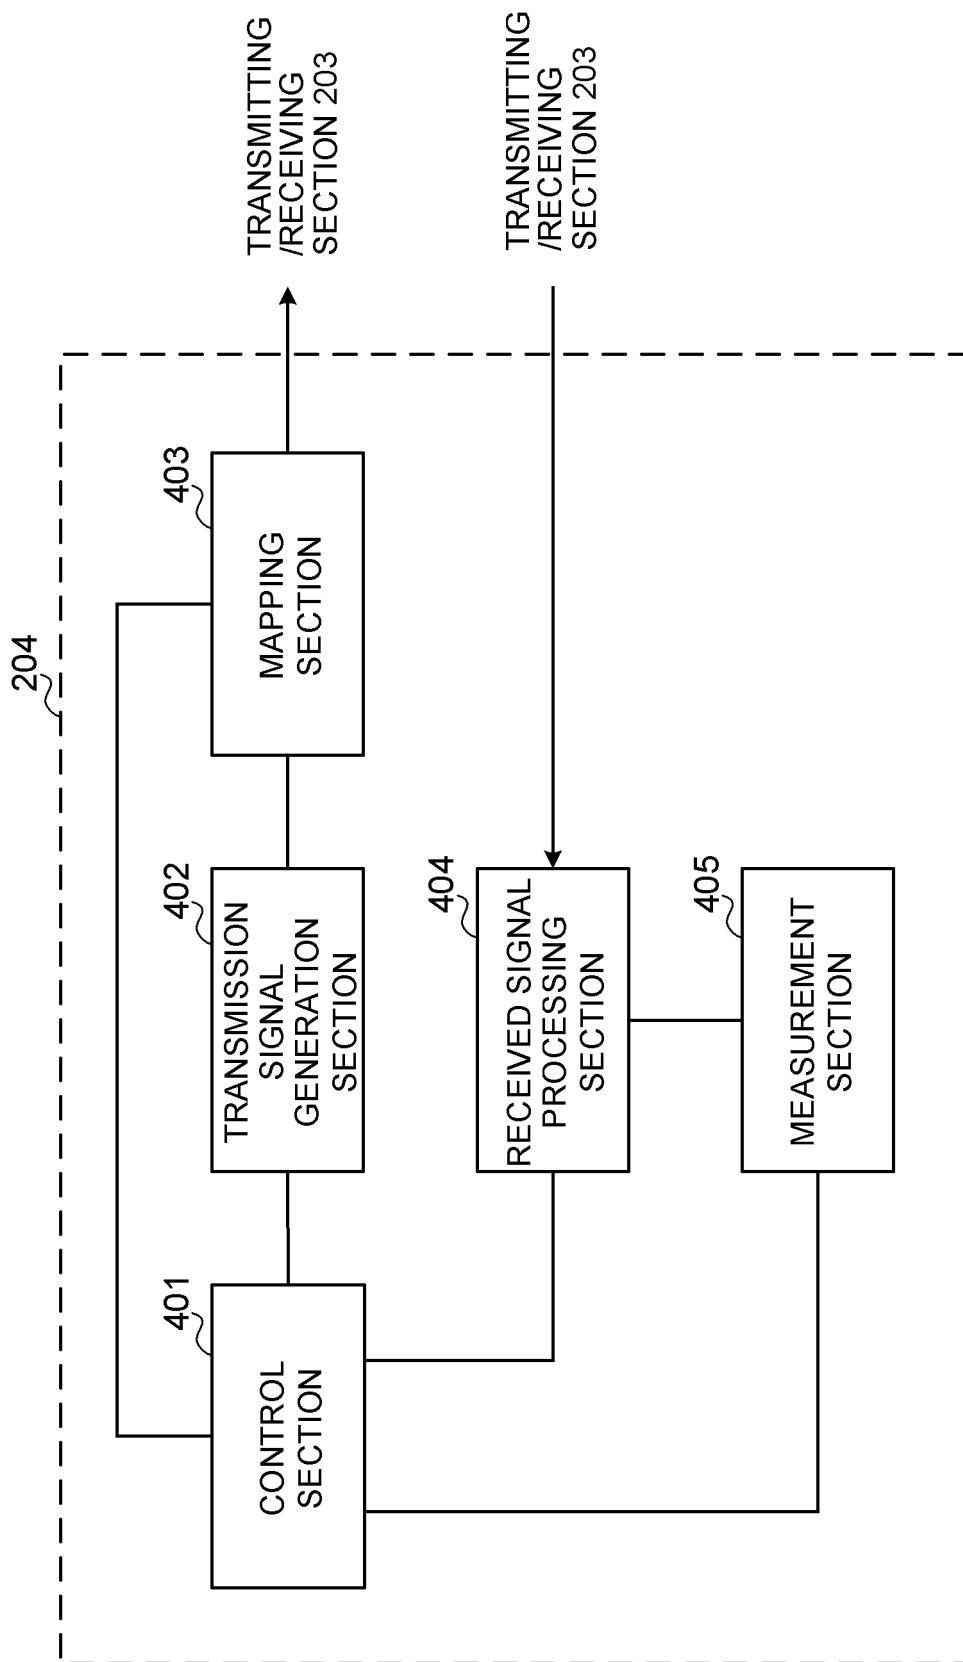 204
401
CONTROL
SECTION
402
TRANSMISSION
SIGNAL
GENERATION
SECTION
403
MAPPING
SECTION
TRANSMITTING
/RECEIVING
SECTION 203
404
RECEIVED SIGNAL
PROCESSING
SECTION
TRANSMITTING
/RECEIVING
SECTION 203
405
MEASUREMENT
SECTION